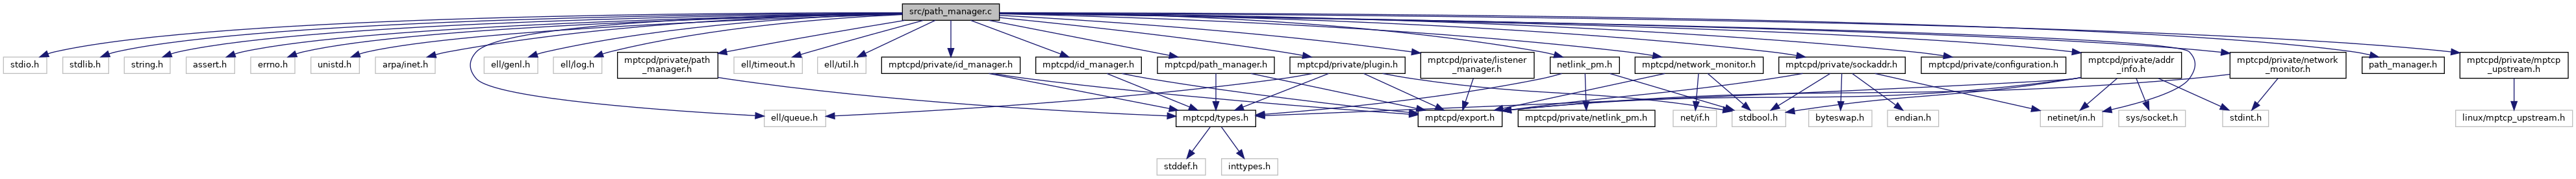 src/path_manager.c
stdio.h
stdlib.h
string.h
assert.h
errno.h
unistd.h
arpa/inet.h
ell/genl.h
ell/log.h
mptcpd/private/path
_manager.h
ell/timeout.h
ell/util.h
mptcpd/private/id_manager.h
mptcpd/id_manager.h
mptcpd/path_manager.h
mptcpd/private/plugin.h
mptcpd/private/listener
_manager.h
netlink_pm.h
mptcpd/network_monitor.h
mptcpd/private/sockaddr.h
mptcpd/private/configuration.h
mptcpd/private/addr
_info.h
mptcpd/private/network
_monitor.h
path_manager.h
mptcpd/private/mptcp
_upstream.h
ell/queue.h
mptcpd/types.h
mptcpd/export.h
mptcpd/private/netlink_pm.h
net/if.h
stdbool.h
byteswap.h
endian.h
netinet/in.h
sys/socket.h
stdint.h
linux/mptcp_upstream.h
stddef.h
inttypes.h